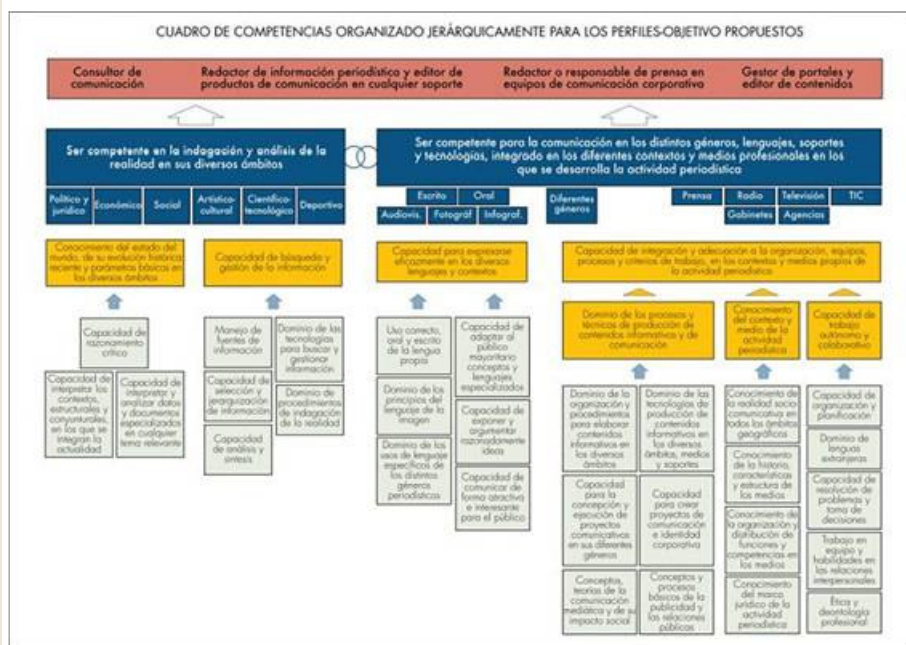 CUADRO DE COMPETENCIAS ORGANIZADO JERÁRQUICAMENTE PARA LOS PERFILES-OBJETIVO PROPUESTOS
Consultor de
comunicación
Redactor de información periodística y editor de
productos de comunicación en cualquier soporte
Redactor o responsable de prensa en
equipos de comunicación corporativa
Gestor de portales y
editor de contenidos
Ser competente en la indagación y análisis de la
realidad en sus diversos ámbitos
Ser competente para la comunicación en los distintos géneros, lenguajes, soportes
y tecnologías, integrado en los diferentes contextos y medios profesionales en los
que se desarrolla la actividad periodística
Político y
jurídico
Económico
Social
Artístico-
cultural
Científico-
tecnológico
Deportivo
Escrito
Oral
Audiovis.
Fotográf
Infograf.
Diferentes
géneros
Prensa
Radio
Televisión
TIC
Gabinetes
Agencias
Conocimiento del estado del
mundo, de su evolución histórica
reciente y parámetros básicos en
los diversos ámbitos
Capacidad de búsqueda y
gestión de la información
Capacidad para expresarse
eficazmente en los diversos
lenguajes y contextos
Capacidad de integración y adecuación a la organización, equipos,
procesos y criterios de trabajo, en los contextos y medios propios de
la actividad periodística
Dominio de los procesos y
técnicas de producción de
contenidos informativos y de
comunicación
Conocimiento
del contexto y
medio de la
actividad
periodística
Capacidad
de trabajo
autónomo y
colaborativo
Capacidad de
razonamiento
crítico
Capacidad de
interpretar los
contextos,
estructurales y
conyunturales,
en los que se
integran la
actualidad
Capacidad de
interpretar y
analizar datos
y documentos
especializados
en cualquier
tema relevante
Manejo de
fuentes de
información
Capacidad de
selección y
jerarquización
de información
Capacidad
de análisis y
síntesis
Dominio de las
tecnologías
para buscar y
gestionar
información
Dominio de
procedimientos
de indagación
de la realidad
Uso correcto,
oral y escrito
de la lengua
propia
Dominio de los
principios del
lenguaje de la
imagen
Dominio de los
usos de lenguaje
específicos de
los distintos
géneros
periodísticos
Capacidad
de adaptar al
público
mayoritario
conceptos y
lenguajes
especializados
Capacidad de
exponer y
argumentar
razonadamente
ideas
Capacidad de
comunicar de
forma atractiva
e interesante
para el público
Dominio de la
organización y
procedimientos
para elaborar
contenidos
informativos en
los diversos
ámbitos
Capacidad
para la
concepción y
ejecución de
proyectos
comunicativos en
sus diferentes
géneros
Conceptos,
teorías de la
comunicación
mediática y de su
impacto social
Dominio de las
tecnologías de
producción de
contenidos
informativos en
los diversos
ámbitos, medios
y soportes
Capacidad
para crear
proyectos de
comunicación
e identidad
corporativa
Conceptos y
procesos
básicos de la
publicidad y
las relaciones
públicas
Conocimiento de
la realidad socio-
comunicativa en
todos los ámbitos
geográficos
Conocimiento
de la historia,
características y
estructura de los
medios
Conocimiento de
la organización y
distribución de
funciones y
competencias en
los medios
Conocimiento
del marco
jurídico de la
actividad
periodística
Capacidad de
organización y
planificación
Dominio de
lenguas
extranjeras
Capacidad de
resolución de
problemas y
toma de
decisiones
Trabajo en
equipo y
habilidades en
las relaciones
interpersonales
Ética y
deontología
profesional